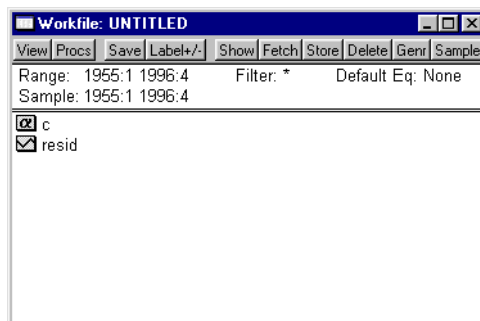 Workfile: UNTITLED
View Procs Save Label+/- Show Fetch Store Delete Genr Sample
Range: 1955:1 1996:4 Filter: * Default Eq: None
Sample: 1955:1 1996:4
α c
resid